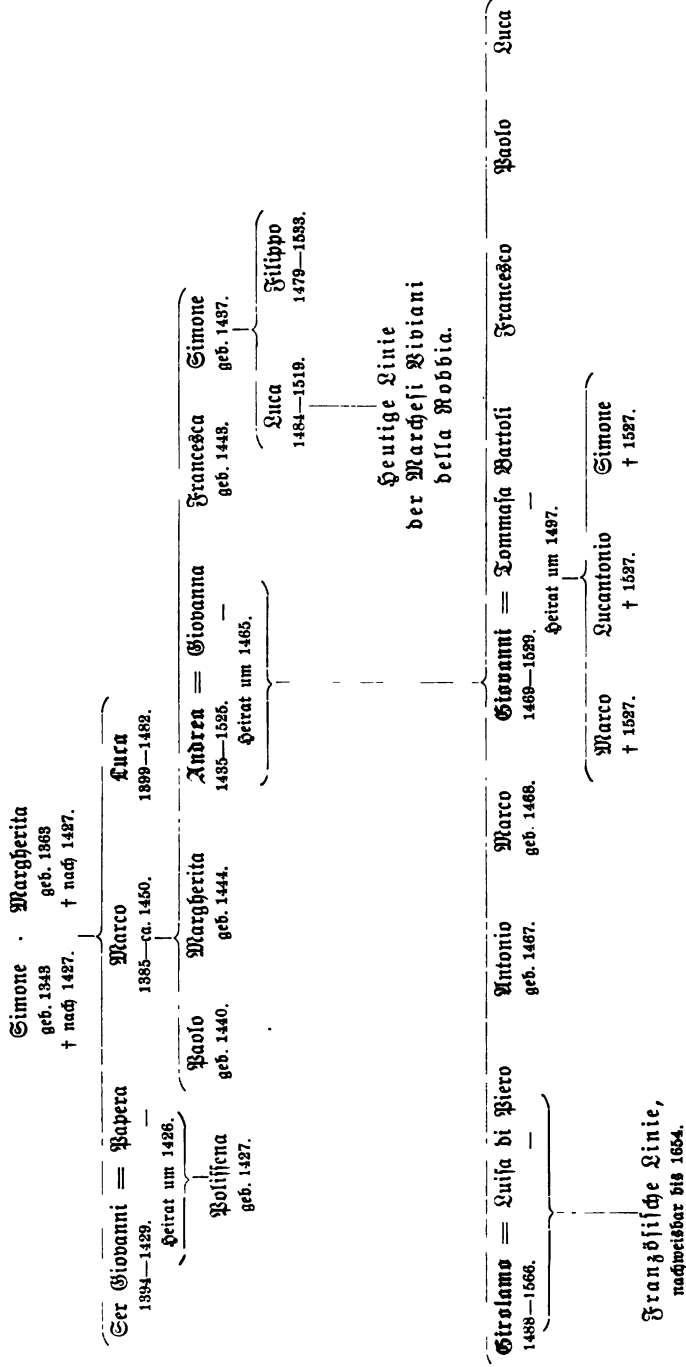 Simone · Margherita
geb. 1343 geb. 1363
† nach 1427. † nach 1427.
Ser Giovanni = Papera Marco Luca
1394—1429. — 1385—ca. 1450. 1399—1482.
Heirat um 1426.
Polissena
geb. 1427.
Paolo Margherita Andrea = Giovanna Francesca Simone
geb. 1440. geb. 1444. 1435—1525. — geb. 1443. geb. 1437.
Heirat um 1465.
Luca Filippo
1484—1519. 1479—1533.
Heutige Linie
der Marchesi Viviani
della Robbia.
Girolamo = Luisa di Piero Antonio Marco Giovanni = Tommasa Bartoli Francesco Paolo Luca
1488—1566. — geb. 1467. geb. 1468. 1469—1529. —
Heirat um 1497.
Marco Lucantonio Simone
† 1527. † 1527. † 1527.
Französische Linie,
nachweisbar bis 1654.